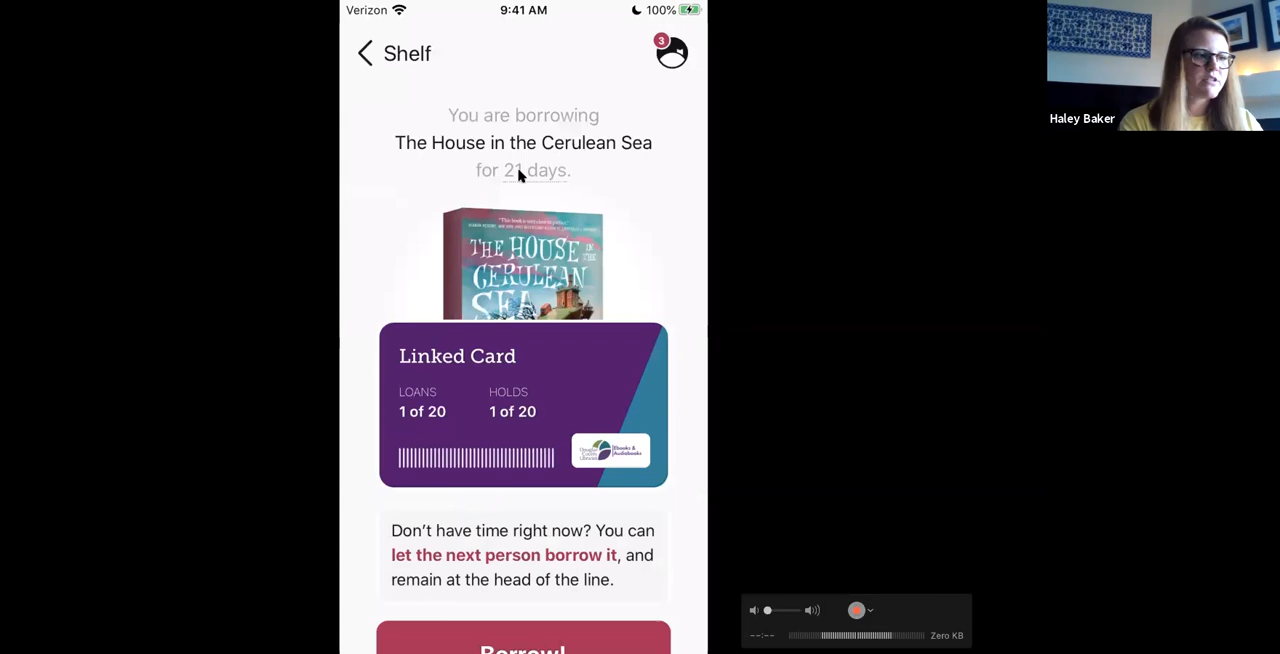 Verizon 9:41 AM 100%
Shelf
3
You are borrowing
The House in the Cerulean Sea
for 21 days.
THE HOUSE IN THE
CERULEAN
SEA
Linked Card
LOANS HOLDS
1 of 20 1 of 20
Ebooks &
Audiobooks
Don't have time right now? You can
let the next person borrow it, and
remain at the head of the line.
Borrow!
Haley Baker
--:-- Zero KB